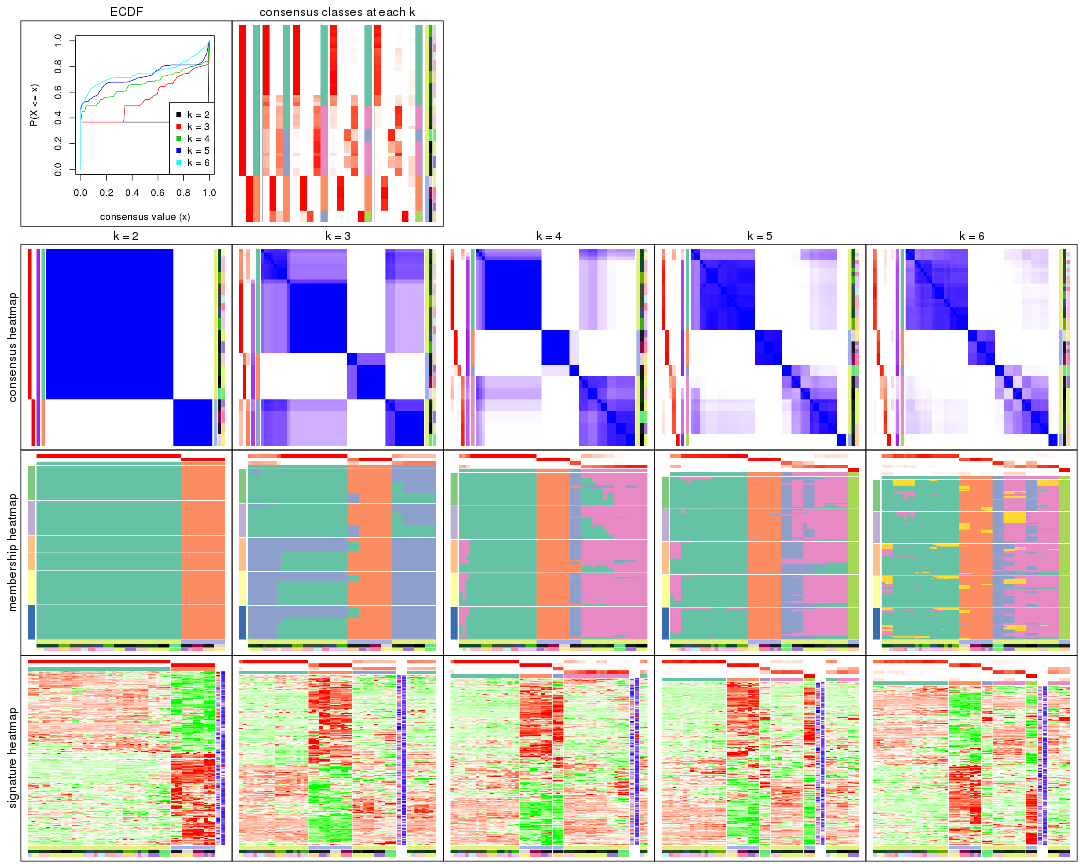 ECDF
consensus classes at each k
P(X <= x)
0.0 0.2 0.4 0.6 0.8 1.0
k = 2
k = 3
k = 4
k = 5
k = 6
0.0 0.2 0.4 0.6 0.8 1.0
consensus value (x)
k = 2 k = 3 k = 4 k = 5 k = 6
consensus heatmap
membership heatmap
signature heatmap